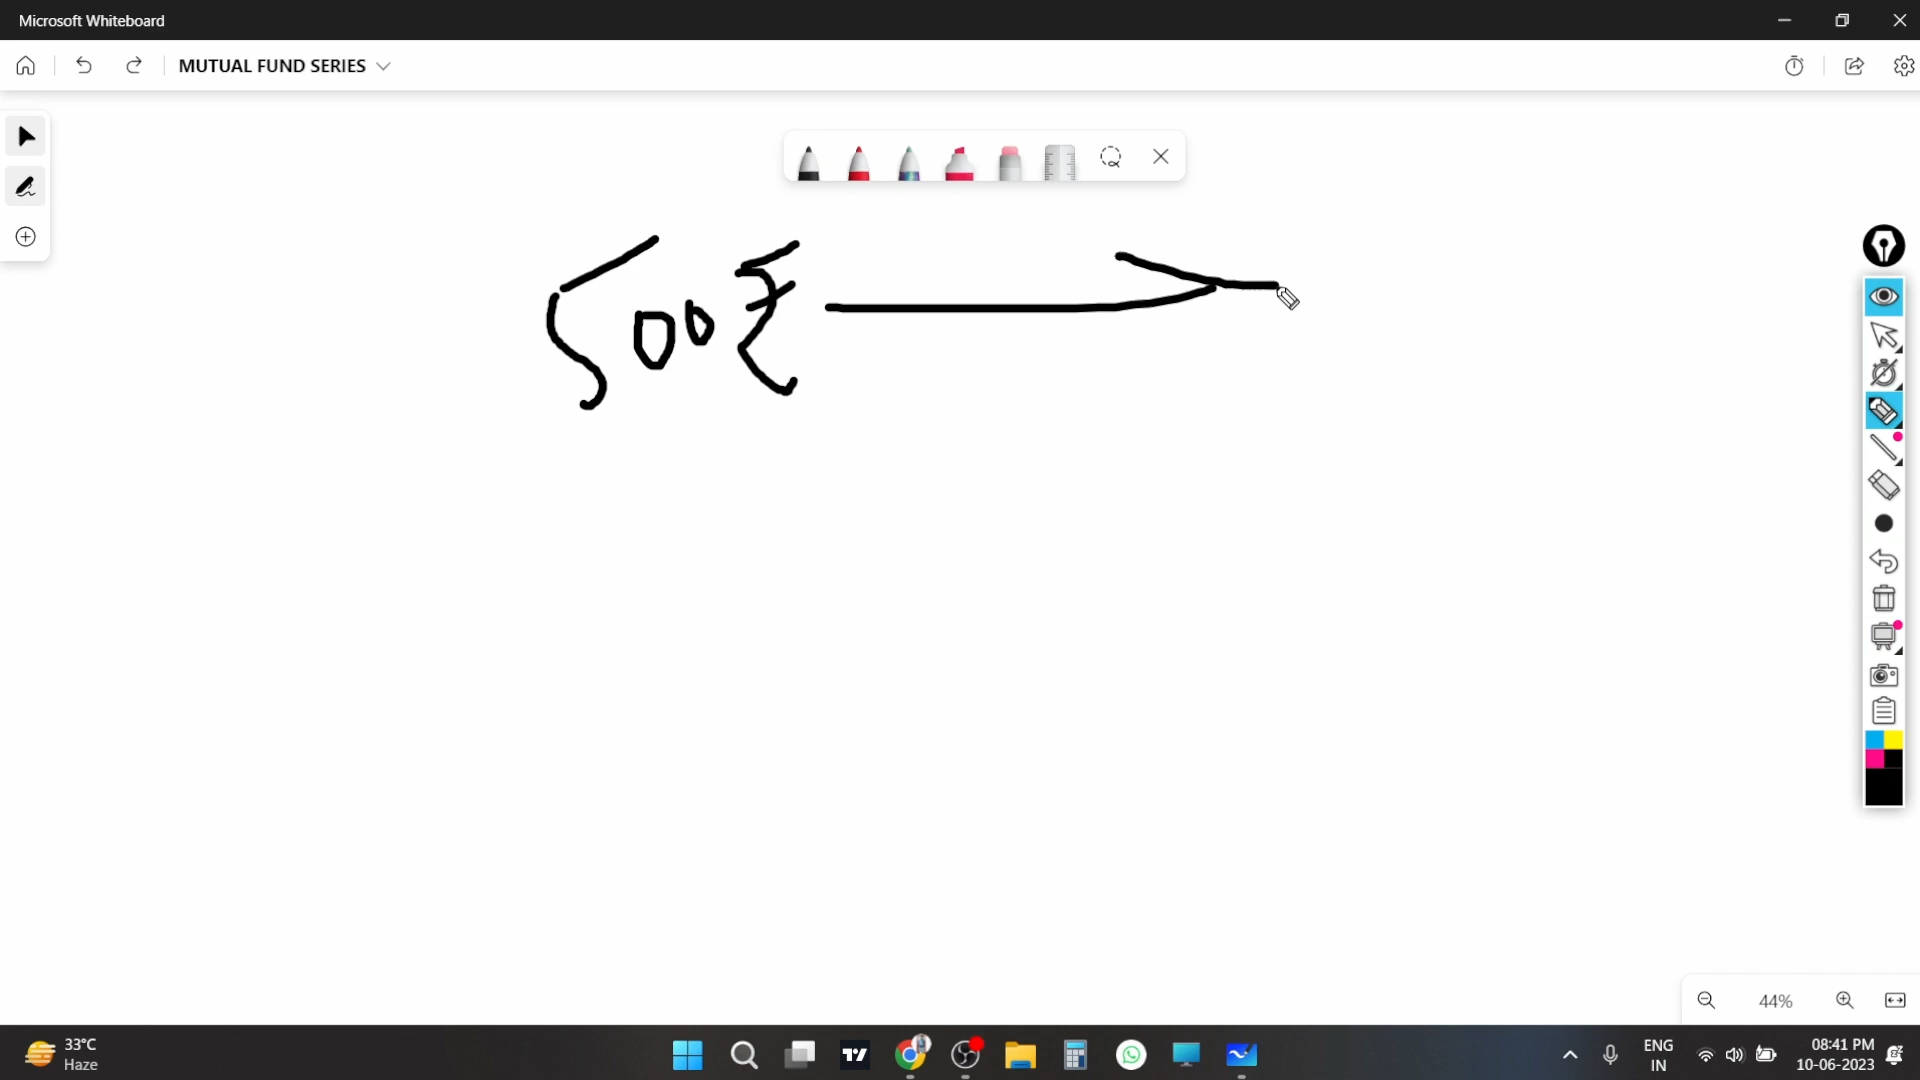 Microsoft Whiteboard
MUTUAL FUND SERIES
500₹
44%
33°C
Haze
ENG
IN
08:41 PM
10-06-2023